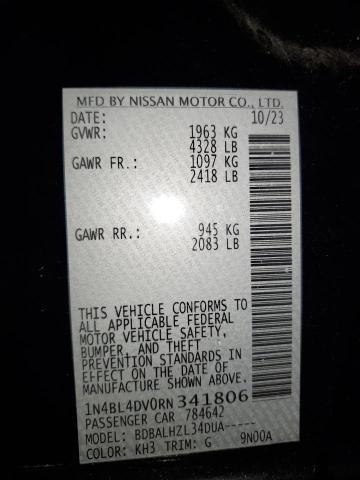 MFD BY NISSAN MOTOR CO., LTD.
DATE: 10/23
GVWR: 1963 KG
4328 LB
GAWR FR.: 1097 KG
2418 LB
GAWR RR.: 945 KG
2083 LB
THIS VEHICLE CONFORMS TO
ALL APPLICABLE FEDERAL
MOTOR VEHICLE SAFETY,
BUMPER, AND THEFT
PREVENTION STANDARDS IN
EFFECT ON THE DATE OF
MANUFACTURE SHOWN ABOVE.
1N4BL4DV0RN341806
PASSENGER CAR 784642
MODEL: BDBALHZL34DUA-----
COLOR: KH3 TRIM: G 9N00A